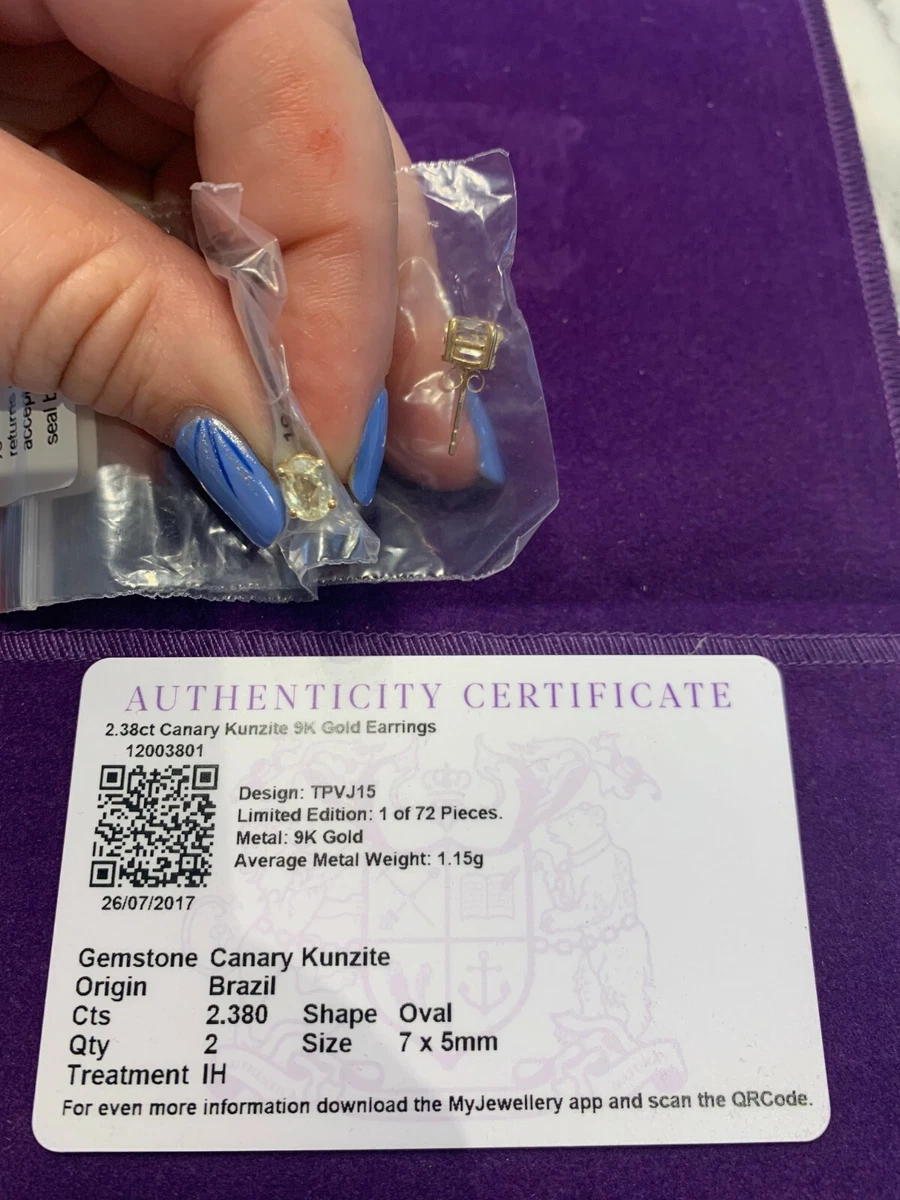 returns
accep
seal b
AUTHENTICITY CERTIFICATE
2.38ct Canary Kunzite 9K Gold Earrings
12003801
Design: TPVJ15
Limited Edition: 1 of 72 Pieces.
Metal: 9K Gold
Average Metal Weight: 1.15g
26/07/2017
Gemstone Canary Kunzite
Origin Brazil
Cts 2.380 Shape Oval
Qty 2 Size 7 x 5mm
Treatment IH
For even more information download the MyJewellery app and scan the QRCode.